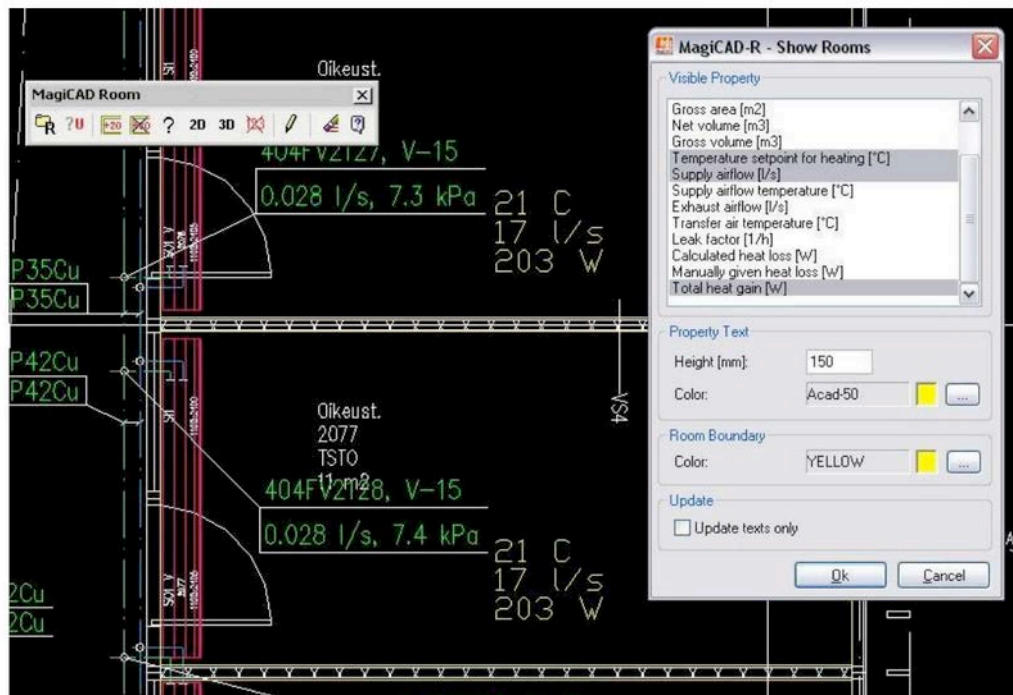 MagiCAD Room
?U
+20
?
2D
3D
Oikeust.
404FV2127, V-15
0.028 l/s, 7.3 kPa
21 C
17 l/s
203 W
P35Cu
P35Cu
P42Cu
P42Cu
VS4
Oikeust.
2077
TSTO
11 m2
404FV2128, V-15
0.028 l/s, 7.4 kPa
21 C
17 l/s
203 W
2Cu
2Cu
2077
MagiCAD-R - Show Rooms
Visible Property
Gross area [m2]
Net volume [m3]
Gross volume [m3]
Temperature setpoint for heating [°C]
Supply airflow [l/s]
Supply airflow temperature [°C]
Exhaust airflow [l/s]
Transfer air temperature [°C]
Leak factor [1/h]
Calculated heat loss [W]
Manually given heat loss [W]
Total heat gain [W]
Property Text
Height [mm]:
150
Color:
Acad-50
...
Room Boundary
Color:
YELLOW
...
Update
Update texts only
Ok
Cancel